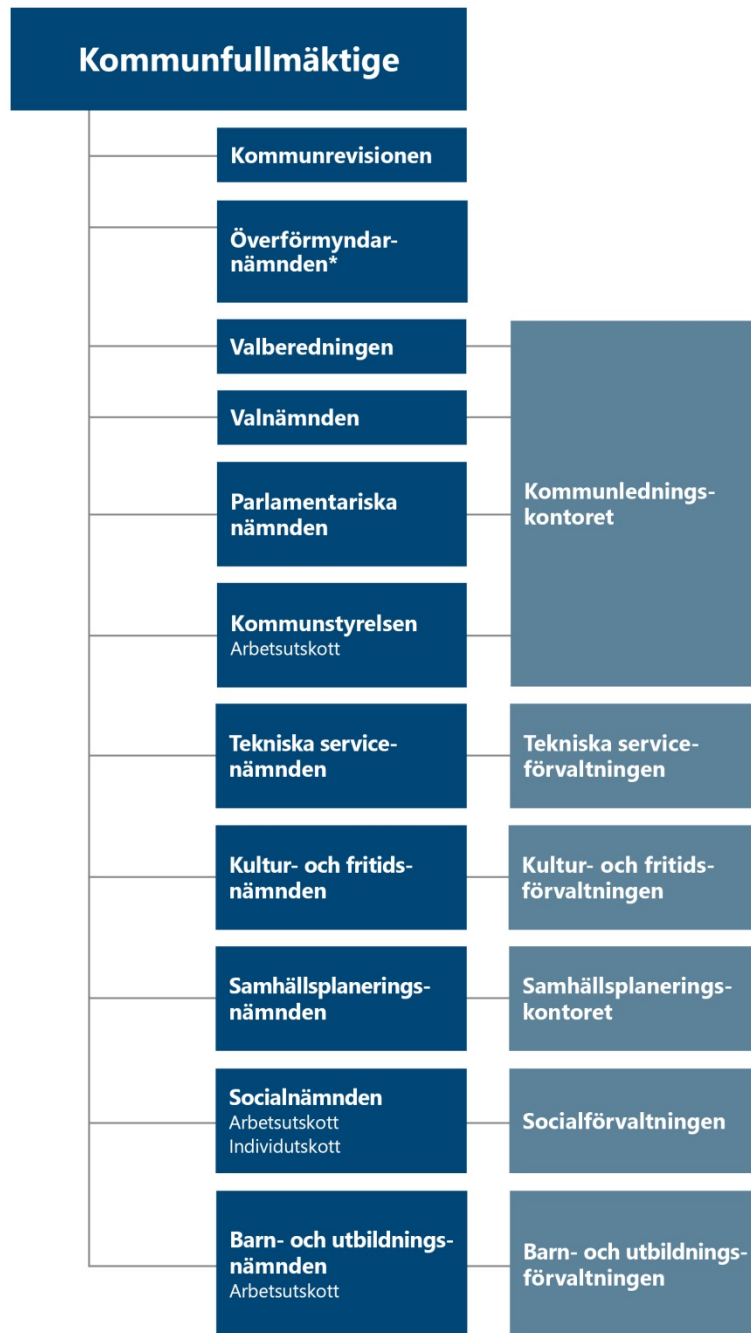 Kommunfullmäktige
Kommunrevisionen
Överförmyndar-
nämnden*
Valberedningen
Valnämnden
Parlamentariska
nämnden
Kommunlednings-
kontoret
Kommunstyrelsen
Arbetsutskott
Tekniska service-
nämnden
Tekniska service-
förvaltningen
Kultur- och fritids-
nämnden
Kultur- och fritids-
förvaltningen
Samhällsplanerings-
nämnden
Samhällsplanerings-
kontoret
Socialnämnden
Arbetsutskott
Individutskott
Socialförvaltningen
Barn- och utbildnings-
nämnden
Arbetsutskott
Barn- och utbildnings-
förvaltningen